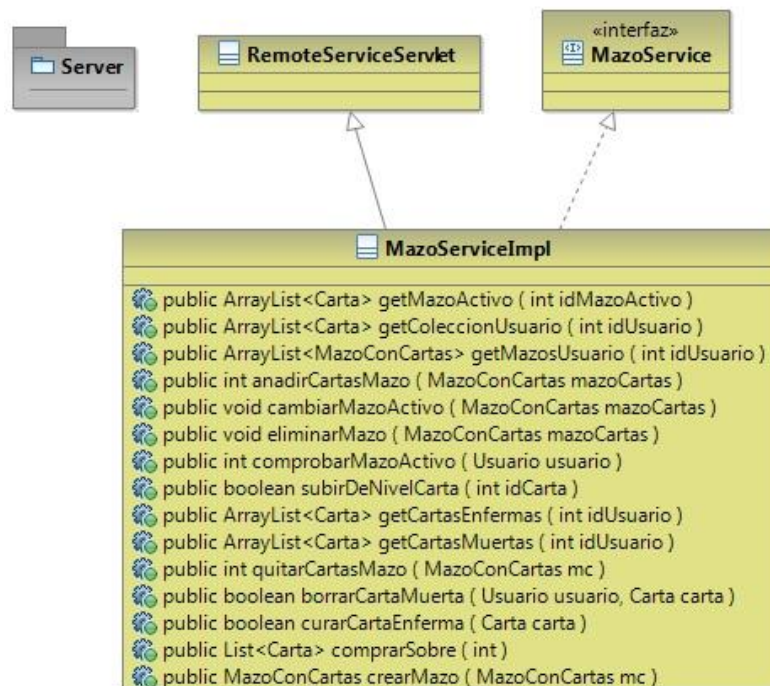 Server
RemoteServiceServlet
«interfaz»
MazoService
MazoServiceImpl
public ArrayList<Carta> getMazoActivo ( int idMazoActivo )
public ArrayList<Carta> getColeccionUsuario ( int idUsuario )
public ArrayList<MazoConCartas> getMazosUsuario ( int idUsuario )
public int anadirCartasMazo ( MazoConCartas mazoCartas )
public void cambiarMazoActivo ( MazoConCartas mazoCartas )
public void eliminarMazo ( MazoConCartas mazoCartas )
public int comprobarMazoActivo ( Usuario usuario )
public boolean subirDeNivelCarta ( int idCarta )
public ArrayList<Carta> getCartasEnfermas ( int idUsuario )
public ArrayList<Carta> getCartasMuertas ( int idUsuario )
public int quitarCartasMazo ( MazoConCartas mc )
public boolean borrarCartaMuerta ( Usuario usuario, Carta carta )
public boolean curarCartaEnferma ( Carta carta )
public List<Carta> comprarSobre ( int )
public MazoConCartas crearMazo ( MazoConCartas mc )